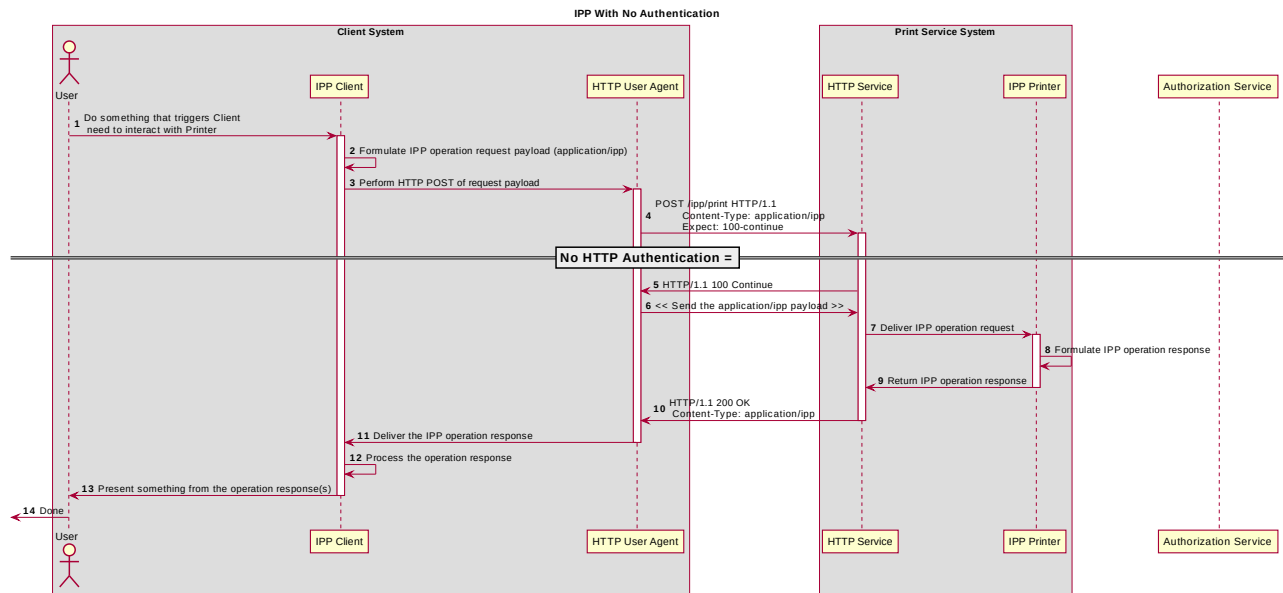 IPP With No Authentication
Client System
Print Service System
User
IPP Client
HTTP User Agent
HTTP Service
IPP Printer
Authorization Service
1 Do something that triggers Client
need to interact with Printer
2 Formulate IPP operation request payload (application/ipp)
3 Perform HTTP POST of request payload
POST /ipp/print HTTP/1.1
4 Content-Type: application/ipp
Expect: 100-continue
No HTTP Authentication =
5 HTTP/1.1 100 Continue
6 << Send the application/ipp payload >>
7 Deliver IPP operation request
8 Formulate IPP operation response
9 Return IPP operation response
10 HTTP/1.1 200 OK
Content-Type: application/ipp
11 Deliver the IPP operation response
12 Process the operation response
13 Present something from the operation response(s)
14 Done
User
IPP Client
HTTP User Agent
HTTP Service
IPP Printer
Authorization Service